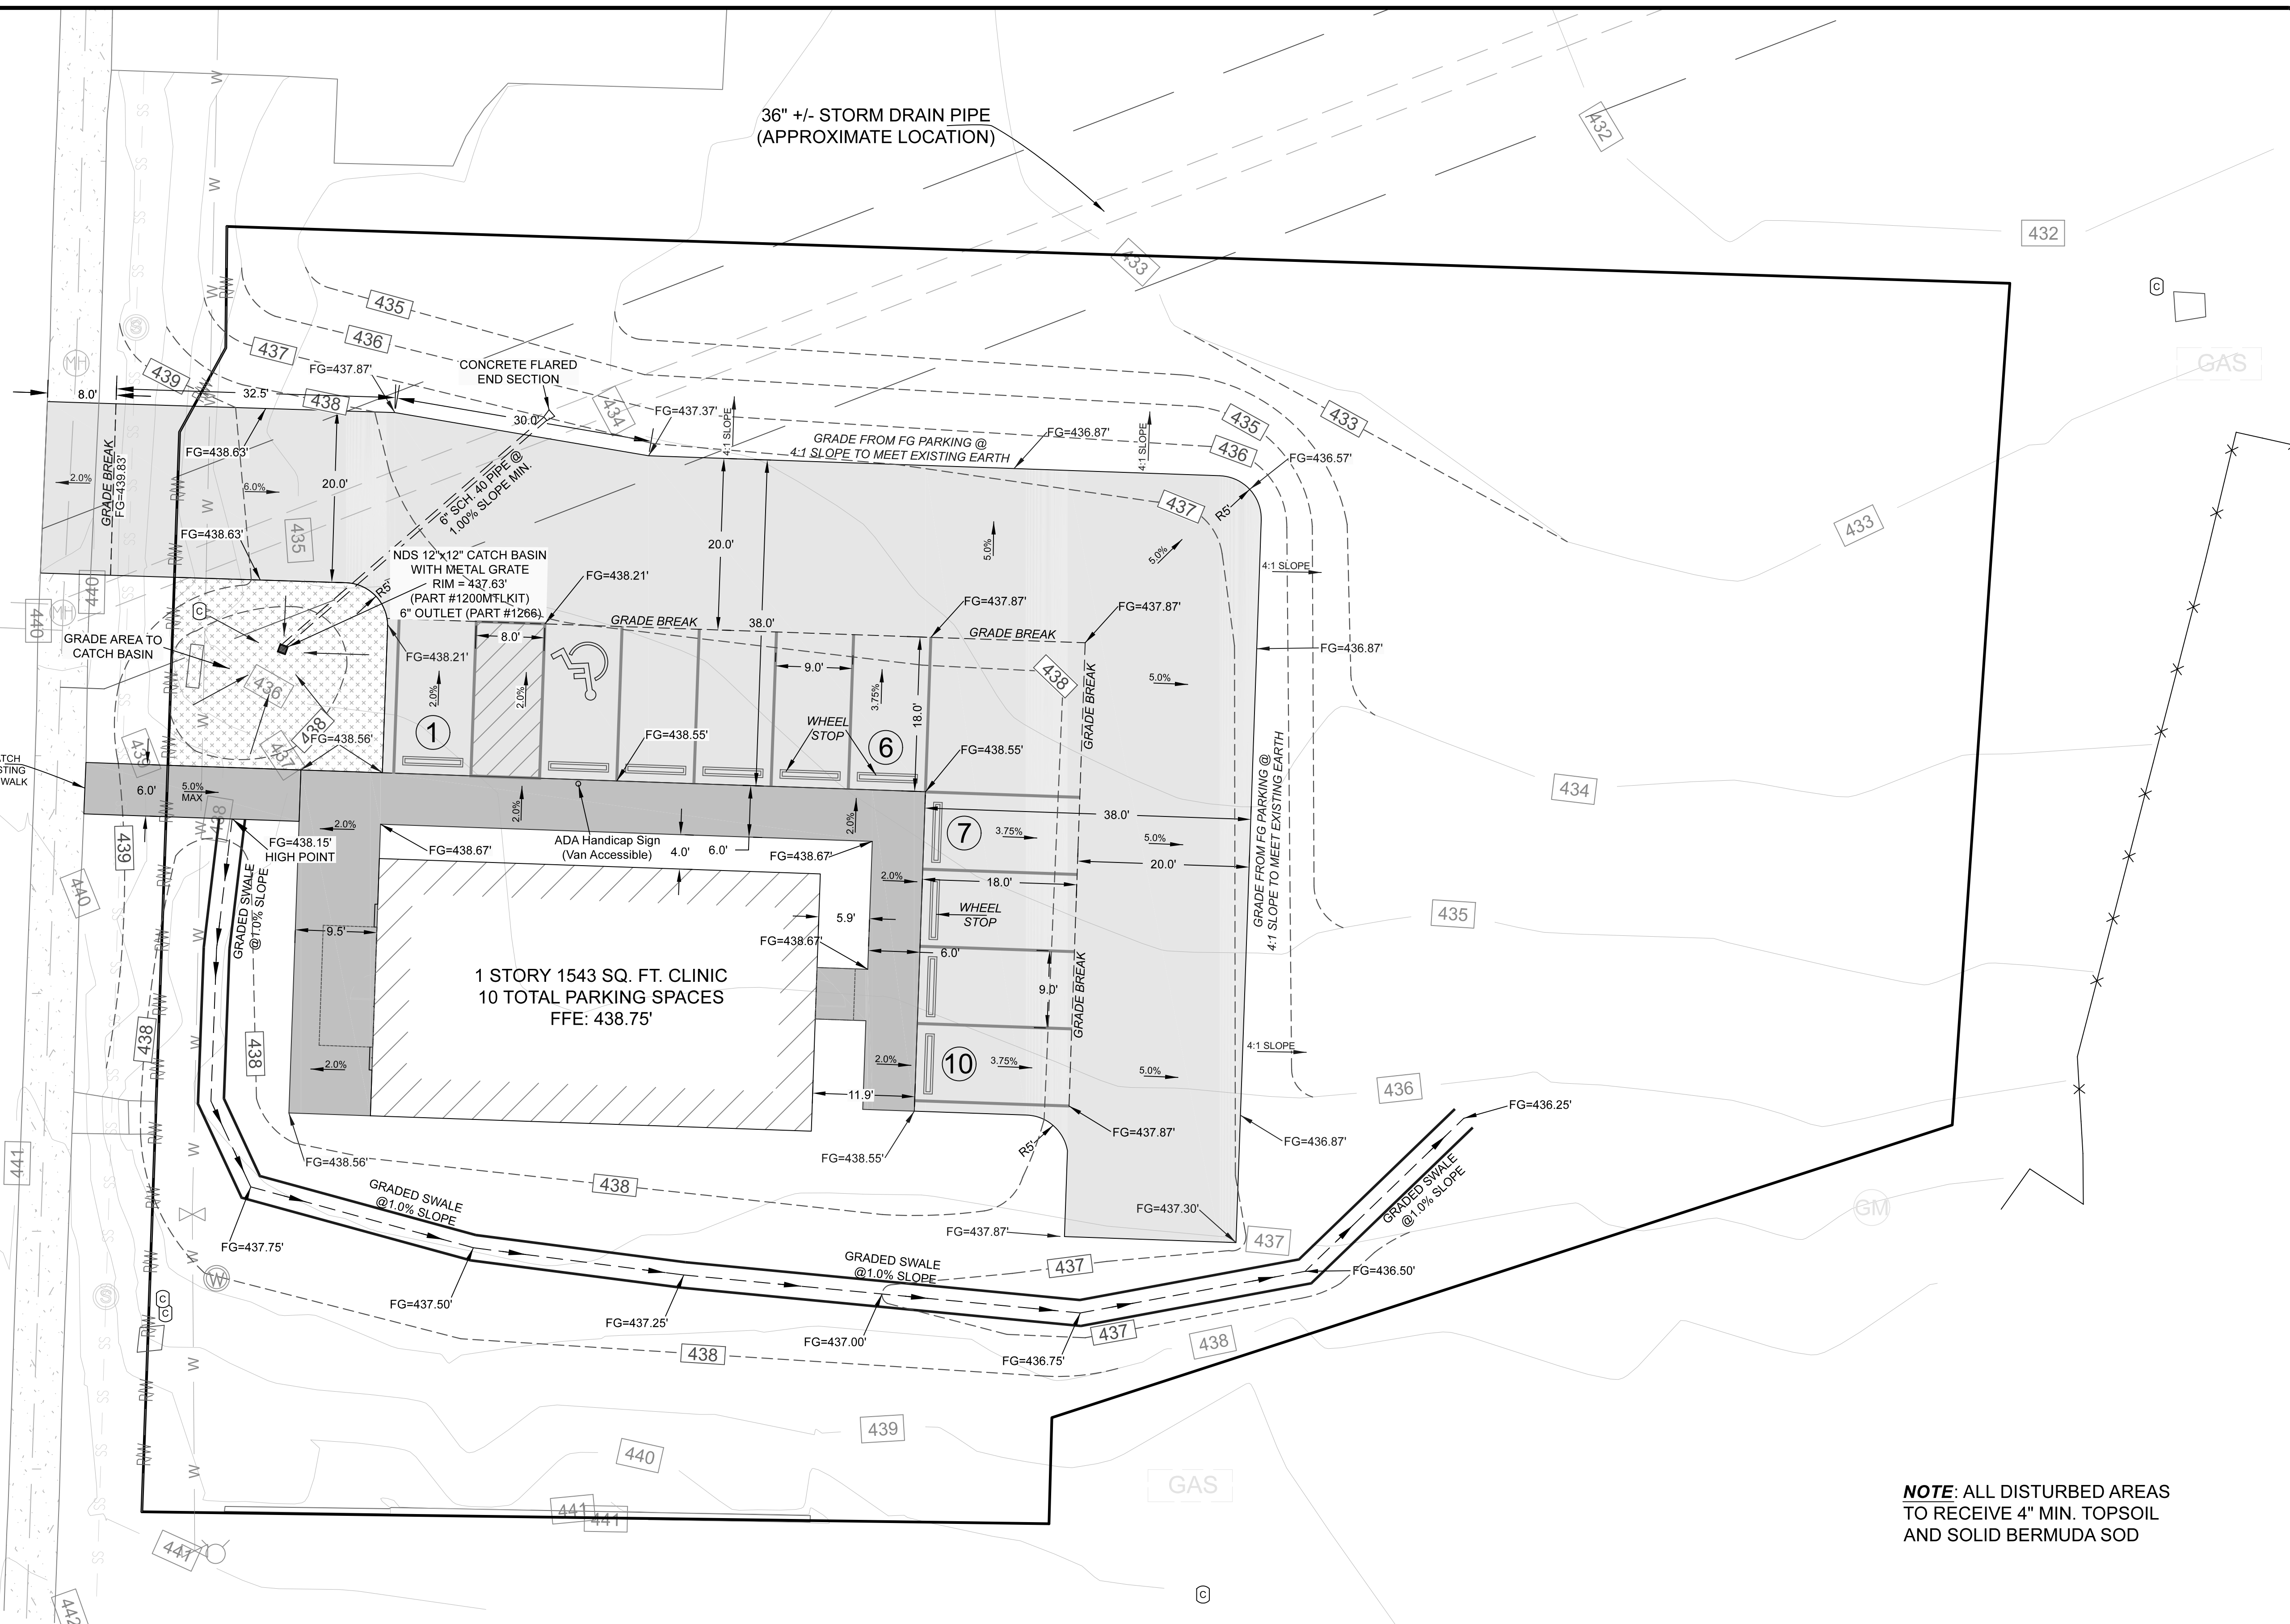 36" +/- STORM DRAIN PIPE
(APPROXIMATE LOCATION)
432
432
433
GAS
435
436
437
439
438
434
433
435
436
437
433
CONCRETE FLARED
END SECTION
FG=437.87'
FG=437.37'
FG=436.87'
FG=436.57'
8.0'
32.5'
30.0'
4:1 SLOPE
4:1 SLOPE
GRADE FROM FG PARKING @
4:1 SLOPE TO MEET EXISTING EARTH
GRADE BREAK
FG=439.83'
FG=438.63'
2.0%
6.0%
20.0'
6" SCH. 40 PIPE @
1.00% SLOPE MIN.
R5'
435
FG=438.63'
NDS 12"x12" CATCH BASIN
WITH METAL GRATE
RIM = 437.63'
(PART #1200MTLKIT)
6" OUTLET (PART #1266)
R5'
FG=438.21'
20.0'
38.0'
5.0%
5.0%
4:1 SLOPE
440
440
MH
MH
GRADE AREA TO
CATCH BASIN
GRADE BREAK
8.0'
FG=437.87'
FG=437.87'
GRADE BREAK
FG=438.21'
FG=436.87'
9.0'
436
438
437
439
FG=438.56'
2.0%
2.0%
3.75%
18.0'
438
5.0%
GRADE BREAK
1
WHEEL
STOP
6
FG=438.55'
FG=438.55'
TCH
STING
WALK
6.0'
5.0%
MAX
438
2.0%
2.0%
2.0%
FG=438.15'
HIGH POINT
FG=438.67'
ADA Handicap Sign
(Van Accessible)
4.0'
6.0'
FG=438.67'
7
3.75%
38.0'
5.0%
20.0'
GRADE FROM FG PARKING @
4:1 SLOPE TO MEET EXISTING EARTH
434
439
440
GRADED SWALE
@1.0% SLOPE
2.0%
18.0'
5.9'
WHEEL
STOP
9.5'
FG=438.67'
6.0'
9.0'
GRADE BREAK
435
1 STORY 1543 SQ. FT. CLINIC
10 TOTAL PARKING SPACES
FFE: 438.75'
438
438
2.0%
2.0%
10
3.75%
5.0%
4:1 SLOPE
436
11.9'
FG=436.25'
FG=437.87'
FG=436.87'
R5'
FG=438.55'
FG=438.56'
441
438
GRADED SWALE
@1.0% SLOPE
GRADED SWALE
@1.0% SLOPE
FG=437.30'
FG=437.87'
437
GM
FG=437.75'
GRADED SWALE
@1.0% SLOPE
437
FG=436.50'
FG=437.50'
FG=437.25'
FG=437.00'
FG=436.75'
437
438
438
439
440
GAS
441
441
441
442
433
NOTE: ALL DISTURBED AREAS
TO RECEIVE 4" MIN. TOPSOIL
AND SOLID BERMUDA SOD